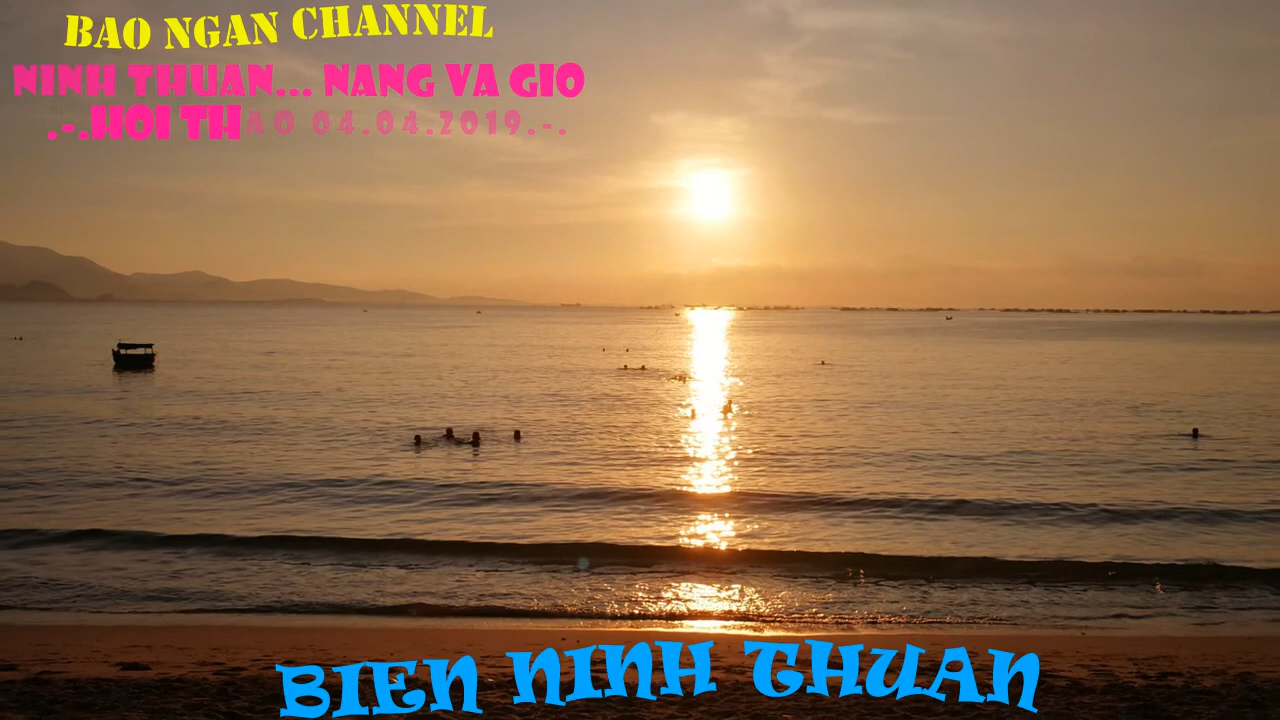 BAO NGAN CHANNEL
NINH THUAN... NANG VA GIO
.-.HOI THAO 04.04.2019.-.
BIEN NINH THUAN